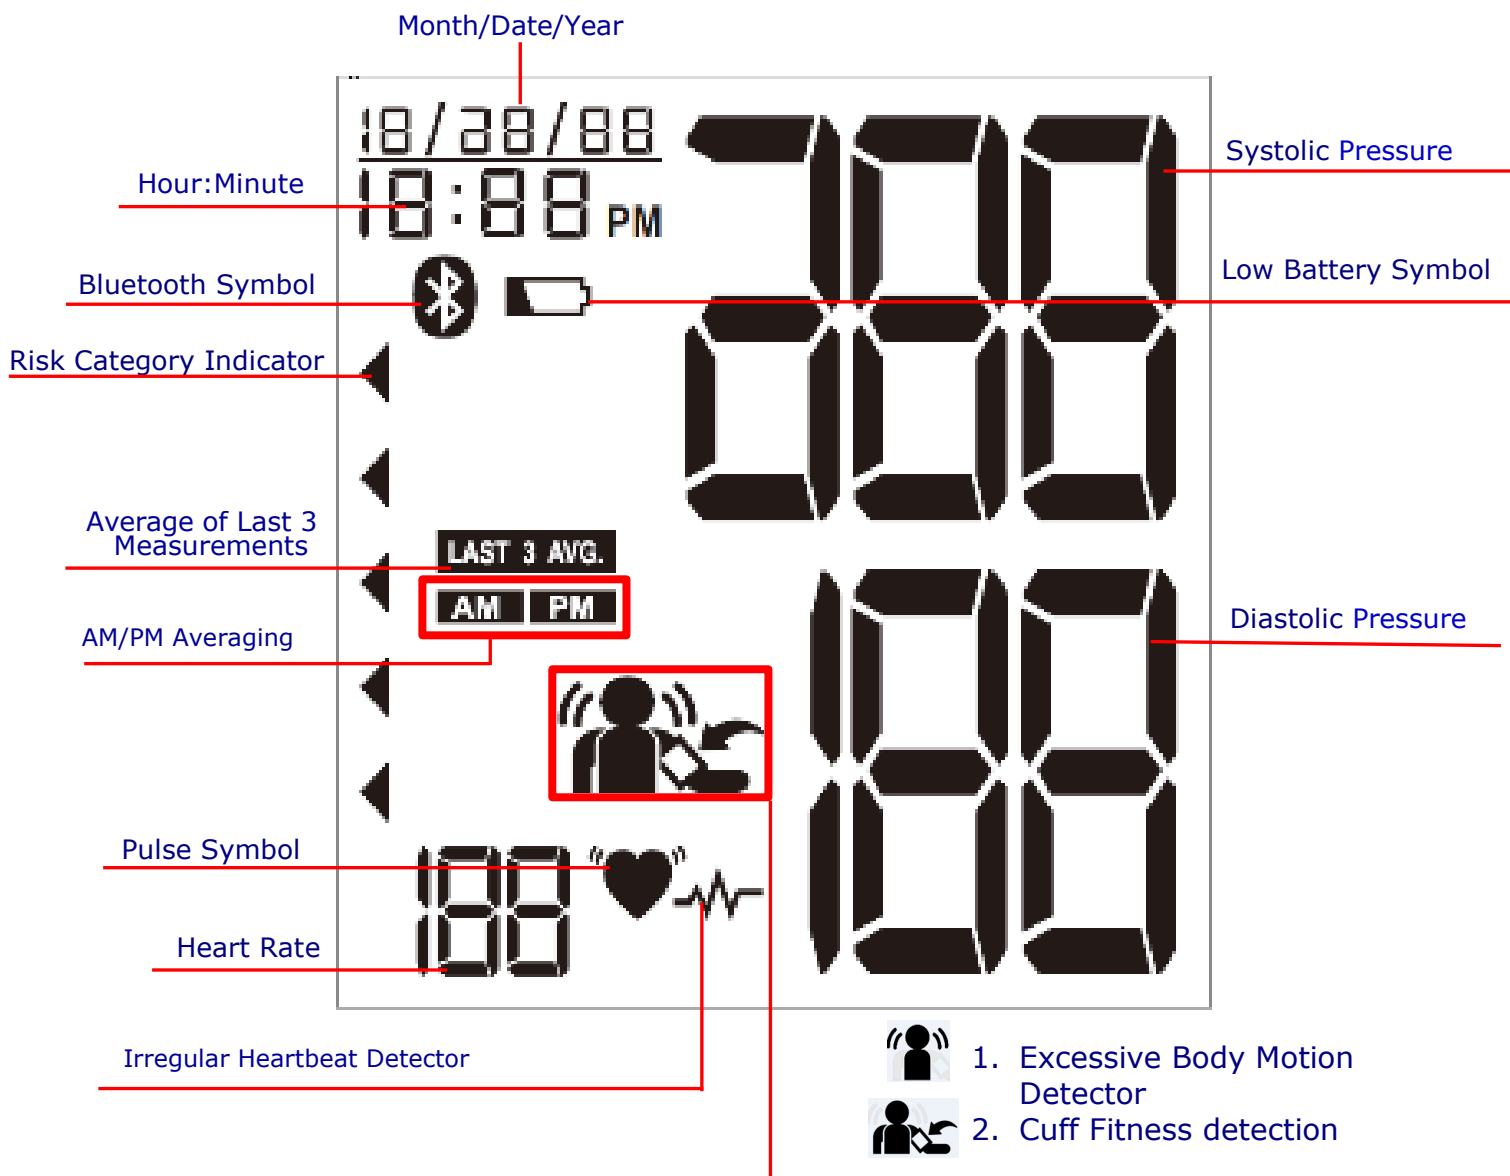 Month/Date/Year
18/28/88
Systolic Pressure
Hour:Minute
18:88 PM
Bluetooth Symbol
Low Battery Symbol
Risk Category Indicator
Average of Last 3
Measurements
LAST 3 AVG.
AM PM
AM/PM Averaging
Diastolic Pressure
Pulse Symbol
188
Heart Rate
Irregular Heartbeat Detector
1. Excessive Body Motion
Detector
2. Cuff Fitness detection